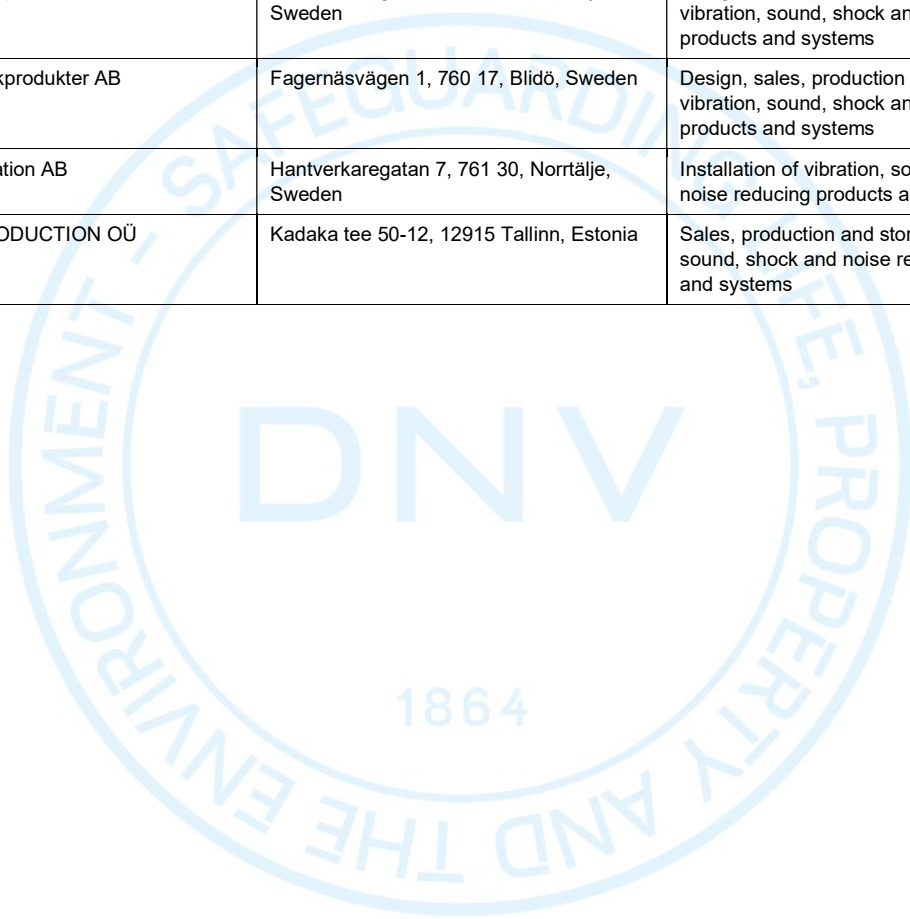 Sweden
vibration, sound, shock an
products and systems
kprodukter AB
Fagernäsvägen 1, 760 17, Blidö, Sweden
Design, sales, production
vibration, sound, shock an
products and systems
ation AB
Hantverkaregatan 7, 761 30, Norrtälje,
Sweden
Installation of vibration, so
noise reducing products a
ODUCTION OÜ
Kadaka tee 50-12, 12915 Tallinn, Estonia
Sales, production and stor
sound, shock and noise re
and systems
SAFEGUARDING LIFE, PROPERTY AND THE ENVIRONMENT -
DNV
1864